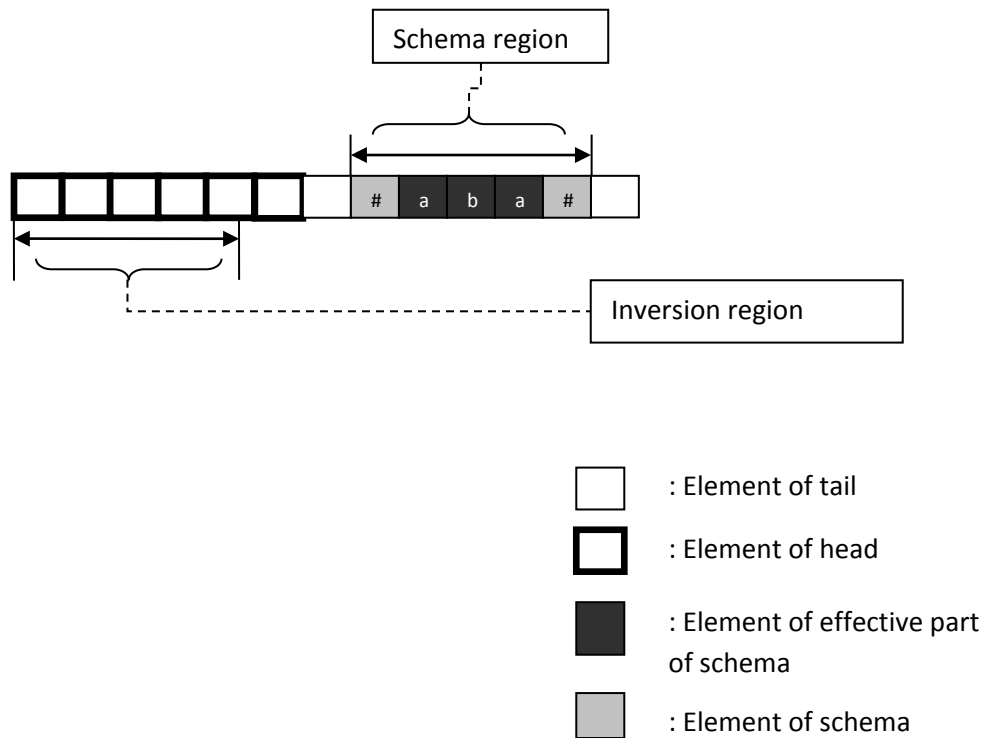 Schema region
# a b a #
Inversion region
: Element of tail
: Element of head
: Element of effective part
of schema
: Element of schema